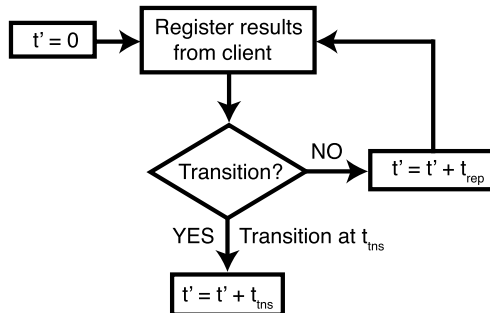 t' = 0
Register results
from client
Transition?
NO
t' = t' + t_rep
YES
Transition at t_tns
t' = t' + t_tns